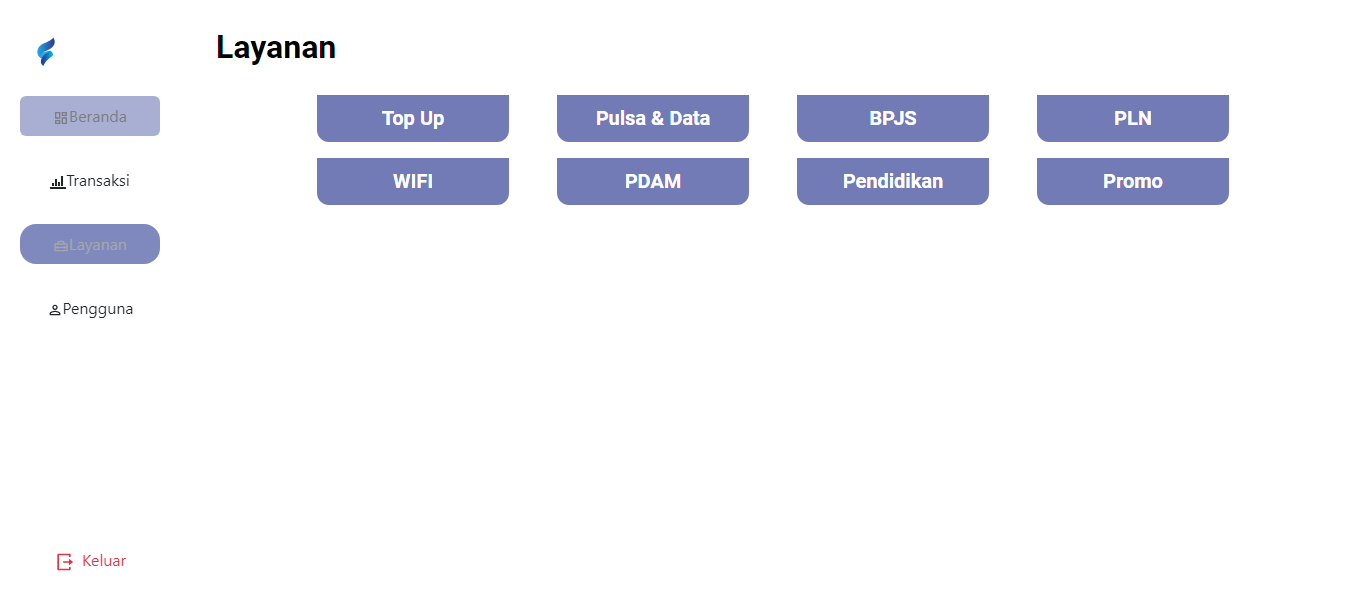 Layanan
Beranda
Transaksi
Layanan
Pengguna
Keluar
Top Up
Pulsa & Data
BPJS
PLN
WIFI
PDAM
Pendidikan
Promo